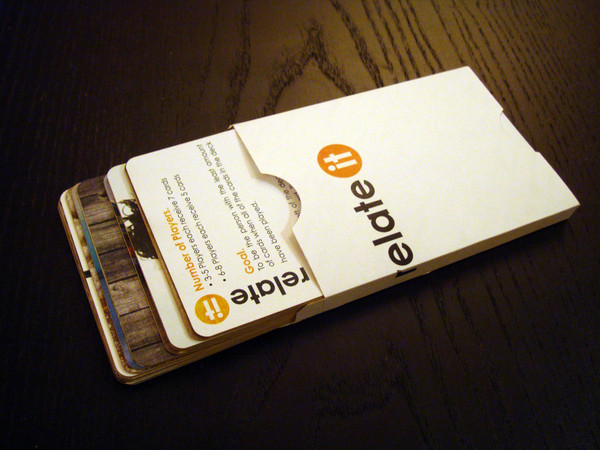 relate it
relate it
Goal.
To be the person with the least amount
of cards when all of the cards in the deck
have been played.
Number of Players.
• 3-5 Players each receive 7 cards
• 6-8 Players each receive 5 cards